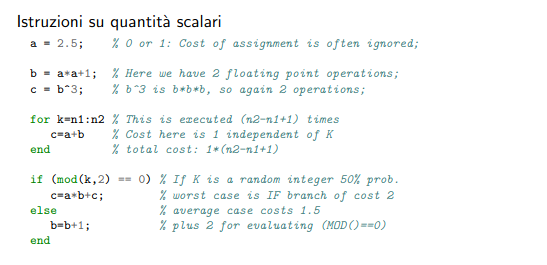 Istruzioni su quantità scalari
a = 2.5; % 0 or 1: Cost of assignment is often ignored;
b = a*a+1; % Here we have 2 floating point operations;
c = b^3; % b^3 is b*b*b, so again 2 operations;
for k=n1:n2 % This is executed (n2-n1+1) times
c=a+b % Cost here is 1 independent of K
end % total cost: 1*(n2-n1+1)
if (mod(k,2) == 0) % If K is a random integer 50% prob.
c=a*b+c; % worst case is IF branch of cost 2
else % average case costs 1.5
b=b+1; % plus 2 for evaluating (MOD()==0)
end